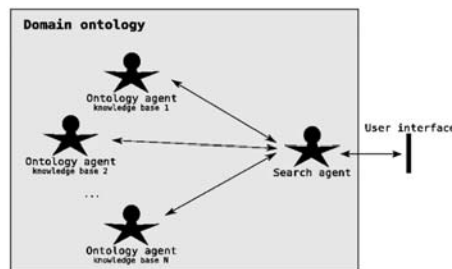 Domain ontology
Ontology agent
knowledge base 1
Ontology agent
knowledge base 2
...
Ontology agent
knowledge base N
Search agent
User interface